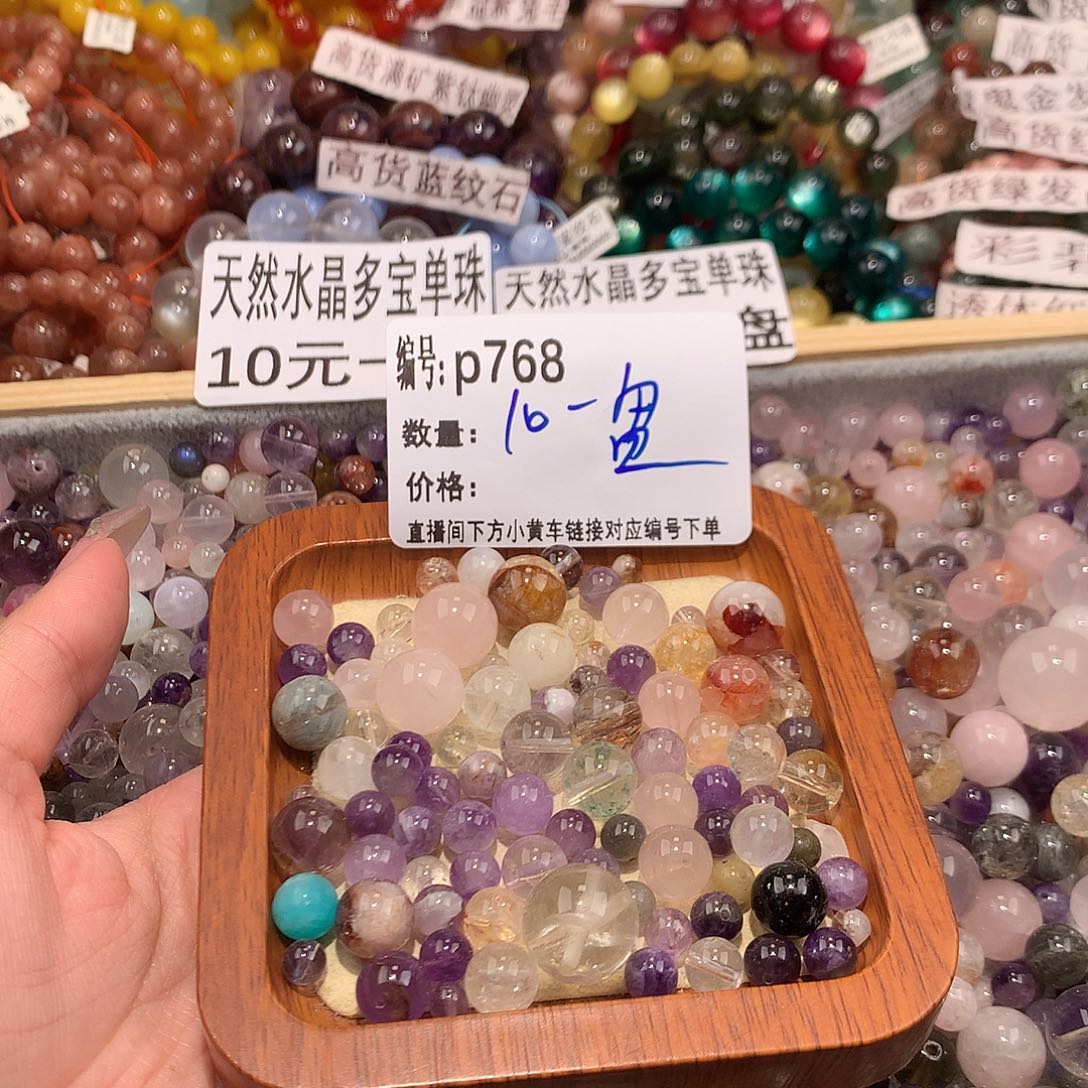 高货满矿紫钛幽灵
高货蓝纹石
高货
高货绿发
天然水晶多宝单珠
10元一
天然水晶多宝单珠
盘
编号:p768
数量: 10一盘
价格:
直播间下方小黄车链接对应编号下单